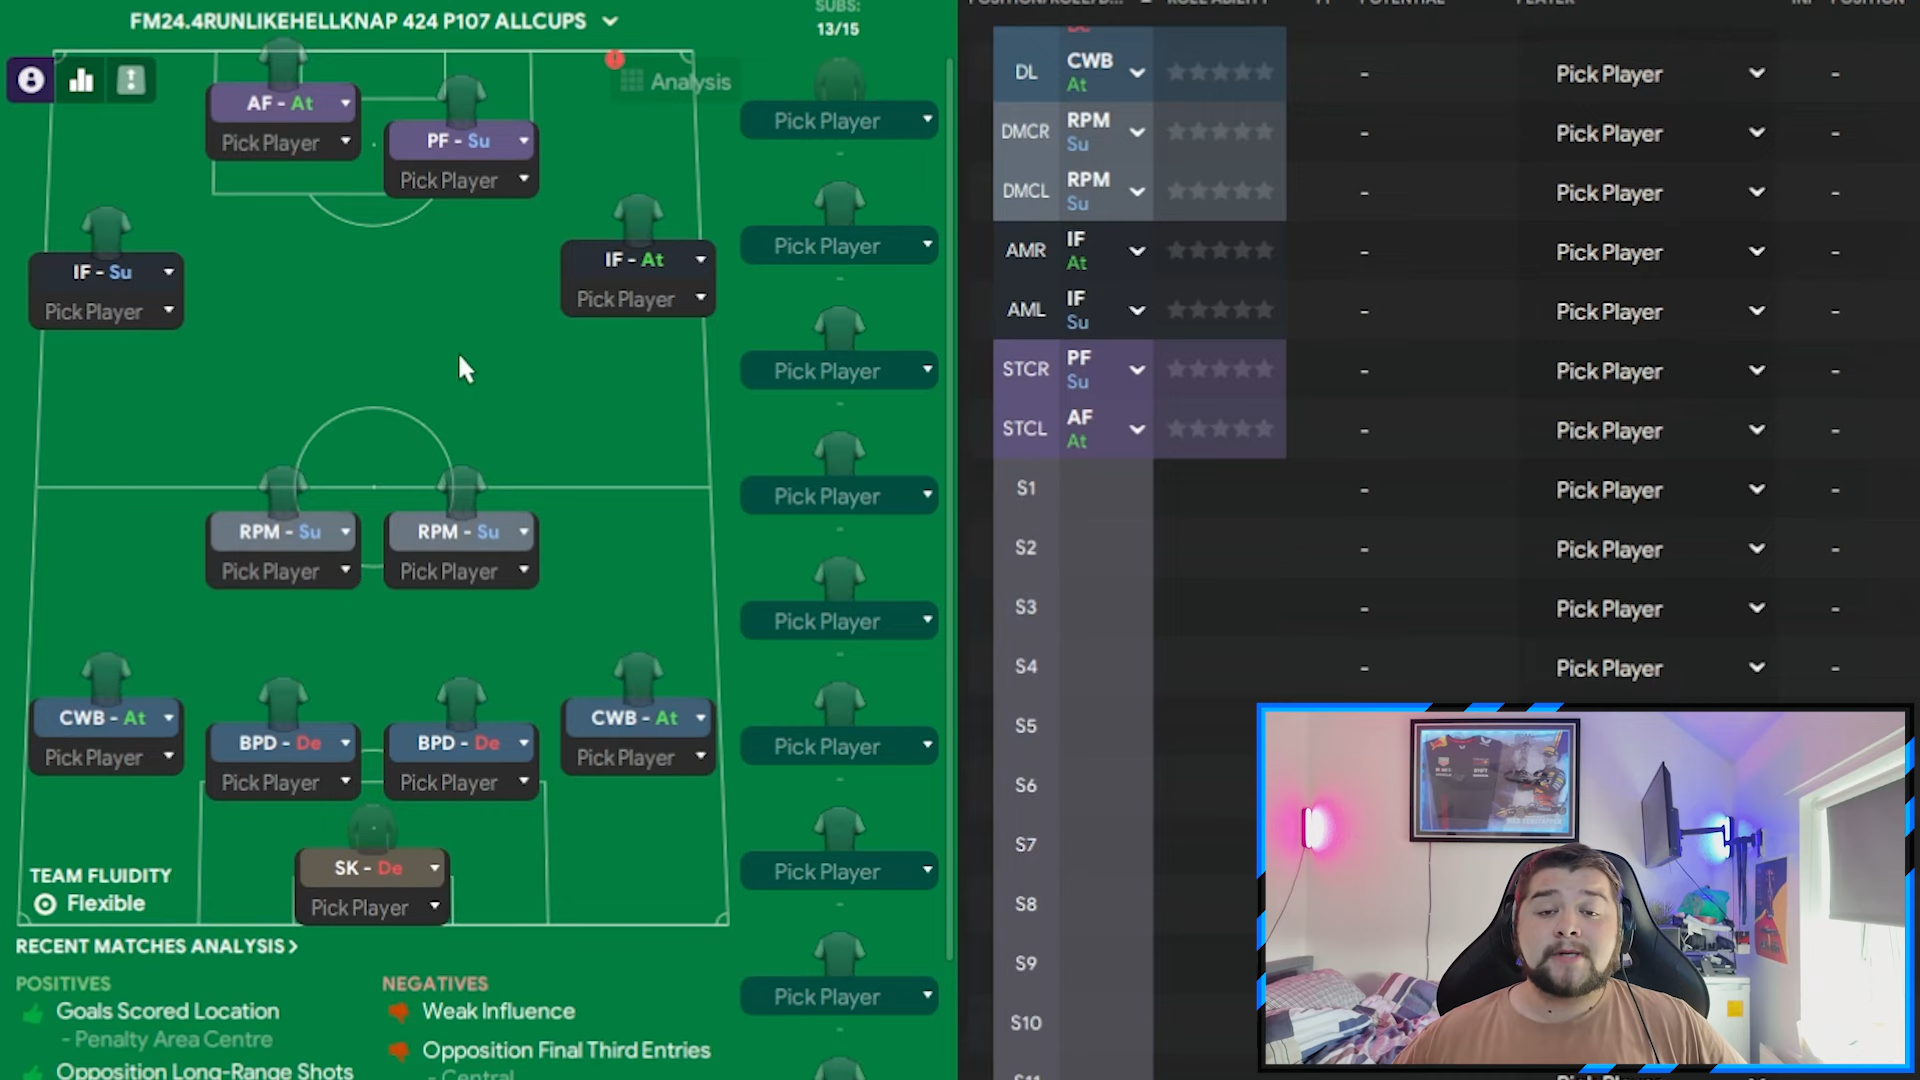 FM24.4RUNLIKEHELLKNAP 424 P107 ALLCUPS
SUBS:
13/15
Analysis
AF - At
Pick Player
PF - Su
Pick Player
IF - Su
Pick Player
IF - At
Pick Player
RPM - Su
Pick Player
RPM - Su
Pick Player
CWB - At
Pick Player
BPD - De
Pick Player
BPD - De
Pick Player
CWB - At
Pick Player
SK - De
Pick Player
TEAM FLUIDITY
Flexible
RECENT MATCHES ANALYSIS >
POSITIVES
Goals Scored Location
- Penalty Area Centre
Opposition Long-Range Shots
NEGATIVES
Weak Influence
Opposition Final Third Entries
- Central
Pick Player
-
Pick Player
-
Pick Player
-
Pick Player
-
Pick Player
-
Pick Player
-
Pick Player
-
Pick Player
-
DL CWB At - Pick Player -
DMCR RPM Su - Pick Player -
DMCL RPM Su - Pick Player -
AMR IF At - Pick Player -
AML IF Su - Pick Player -
STCR PF Su - Pick Player -
STCL AF At - Pick Player -
S1 - Pick Player -
S2 - Pick Player -
S3 - Pick Player -
S4 - Pick Player -
S5
S6
S7
S8
S9
S10